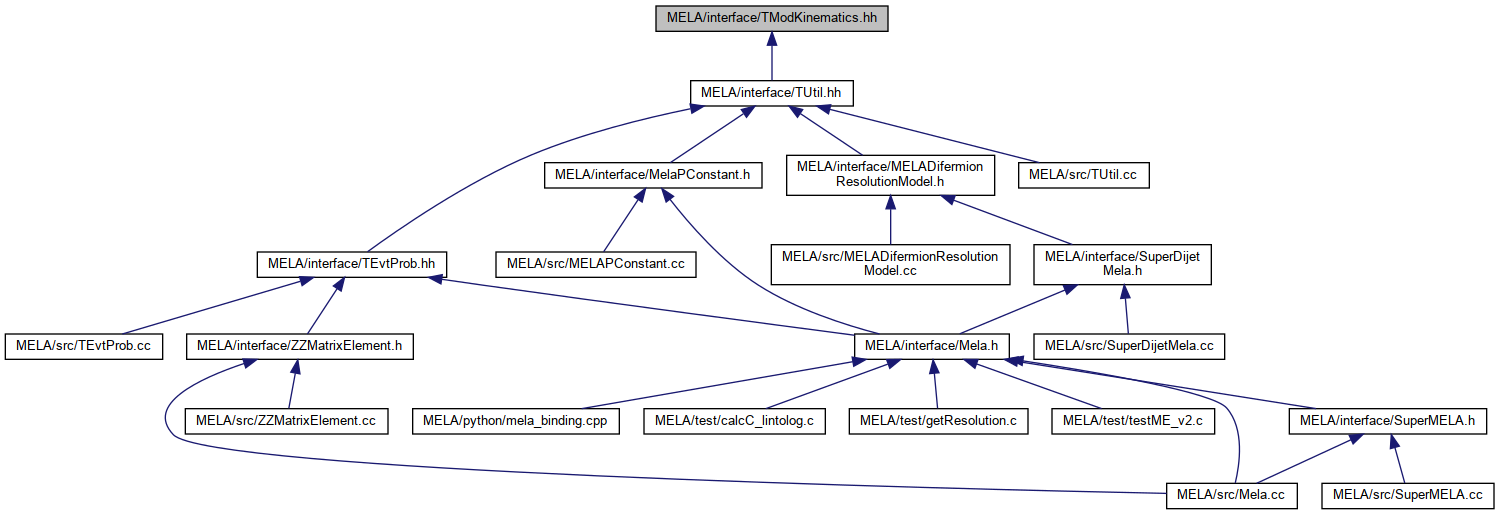 MELA/interface/TModKinematics.hh
MELA/interface/TUtil.hh
MELA/interface/MelaPConstant.h
MELA/interface/MELADifermion
ResolutionModel.h
MELA/src/TUtil.cc
MELA/interface/TEvtProb.hh
MELA/src/MELAPConstant.cc
MELA/src/MELADifermionResolution
Model.cc
MELA/interface/SuperDijet
Mela.h
MELA/src/TEvtProb.cc
MELA/interface/ZZMatrixElement.h
MELA/interface/Mela.h
MELA/src/SuperDijetMela.cc
MELA/src/ZZMatrixElement.cc
MELA/python/mela_binding.cpp
MELA/test/calcC_lintolog.c
MELA/test/getResolution.c
MELA/test/testME_v2.c
MELA/interface/SuperMELA.h
MELA/src/Mela.cc
MELA/src/SuperMELA.cc